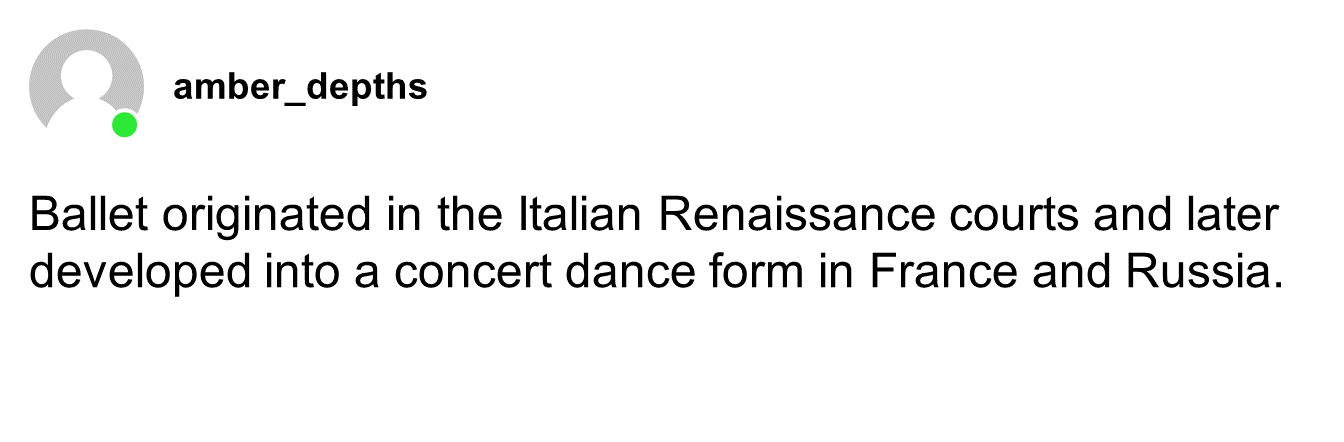 amber_depths
Ballet originated in the Italian Renaissance courts and later
developed into a concert dance form in France and Russia.